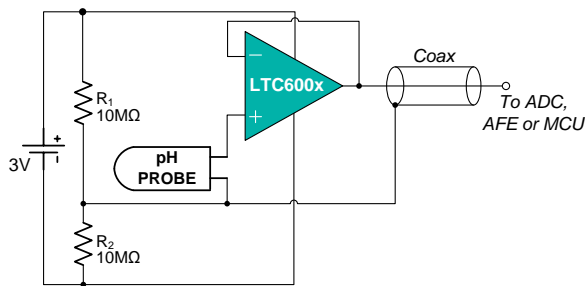 Coax
−
LTC600x
+
R1
10MΩ
To ADC,
AFE or MCU
+
-
3V
pH
PROBE
R2
10MΩ